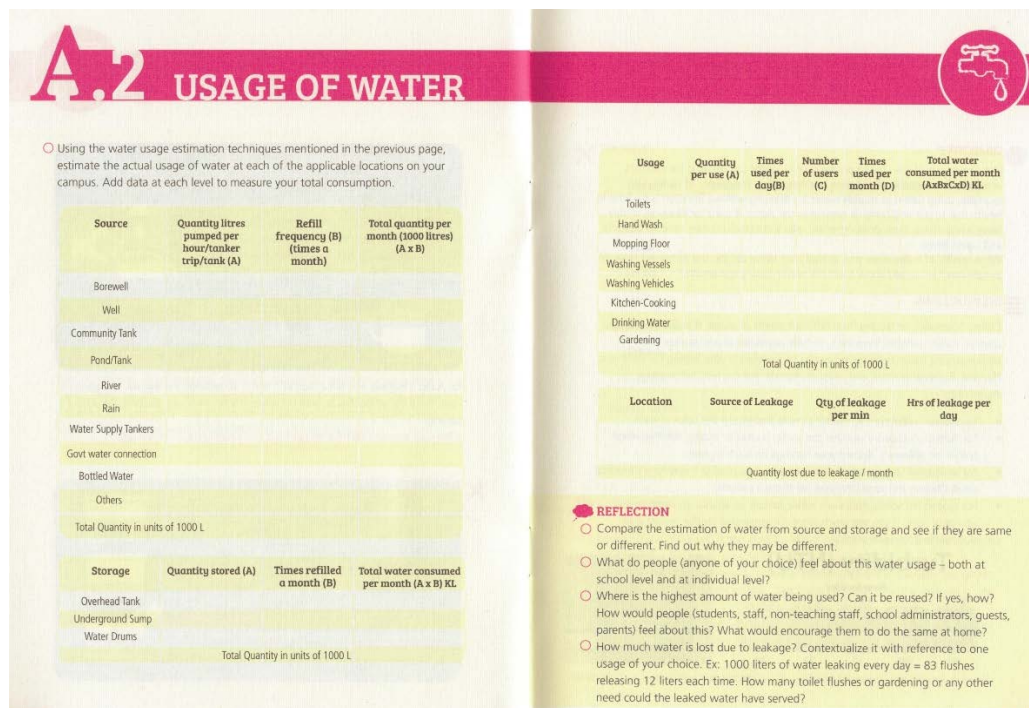 A.2 USAGE OF WATER
Using the water usage estimation techniques mentioned in the previous page,
estimate the actual usage of water at each of the applicable locations on your
campus. Add data at each level to measure your total consumption.
Source
Quantity litres
pumped per
hour/tanker
trip/tank (A)
Refill
frequency (B)
(times a
month)
Total quantity per
month (1000 litres)
(A x B)
Borewell
Well
Community Tank
Pond/Tank
River
Rain
Water Supply Tankers
Govt water connection
Bottled Water
Others
Total Quantity in units of 1000 L
Storage
Quantity stored (A)
Times refilled
a month (B)
Total water consumed
per month (A x B) KL
Overhead Tank
Underground Sump
Water Drums
Total Quantity in units of 1000 L
Usage
Quantity
per use (A)
Times
used per
day(B)
Number
of users
(C)
Times
used per
month (D)
Total water
consumed per month
(AxBxCxD) KL
Toilets
Hand Wash
Mopping Floor
Washing Vessels
Washing Vehicles
Kitchen-Cooking
Drinking Water
Gardening
Total Quantity in units of 1000 L
Location
Source of Leakage
Qty of leakage
per min
Hrs of leakage per
day
Quantity lost due to leakage / month
REFLECTION
Compare the estimation of water from source and storage and see if they are same
or different. Find out why they may be different.
What do people (anyone of your choice) feel about this water usage – both at
school level and at individual level?
Where is the highest amount of water being used? Can it be reused? If yes, how?
How would people (students, staff, non-teaching staff, school administrators, guests,
parents) feel about this? What would encourage them to do the same at home?
How much water is lost due to leakage? Contextualize it with reference to one
usage of your choice. Ex: 1000 liters of water leaking every day = 83 flushes
releasing 12 liters each time. How many toilet flushes or gardening or any other
need could the leaked water have served?